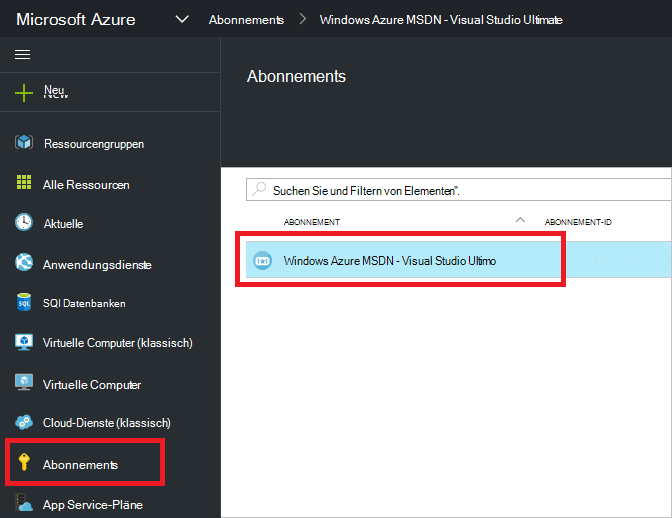 Microsoft Azure
Abonnements > Windows Azure MSDN - Visual Studio Ultimate
Neu
Ressourcengruppen
Alle Ressourcen
Aktuelle
Anwendungsdienste
SQl Datenbanken
Virtuelle Computer (klassisch)
Virtuelle Computer
Cloud-Dienste (klassisch)
Abonnements
App Service-Pläne
Abonnements
Suchen Sie und Filtern von Elementen".
ABONNEMENT ABONNEMENT-ID
Windows Azure MSDN - Visual Studio Ultimo